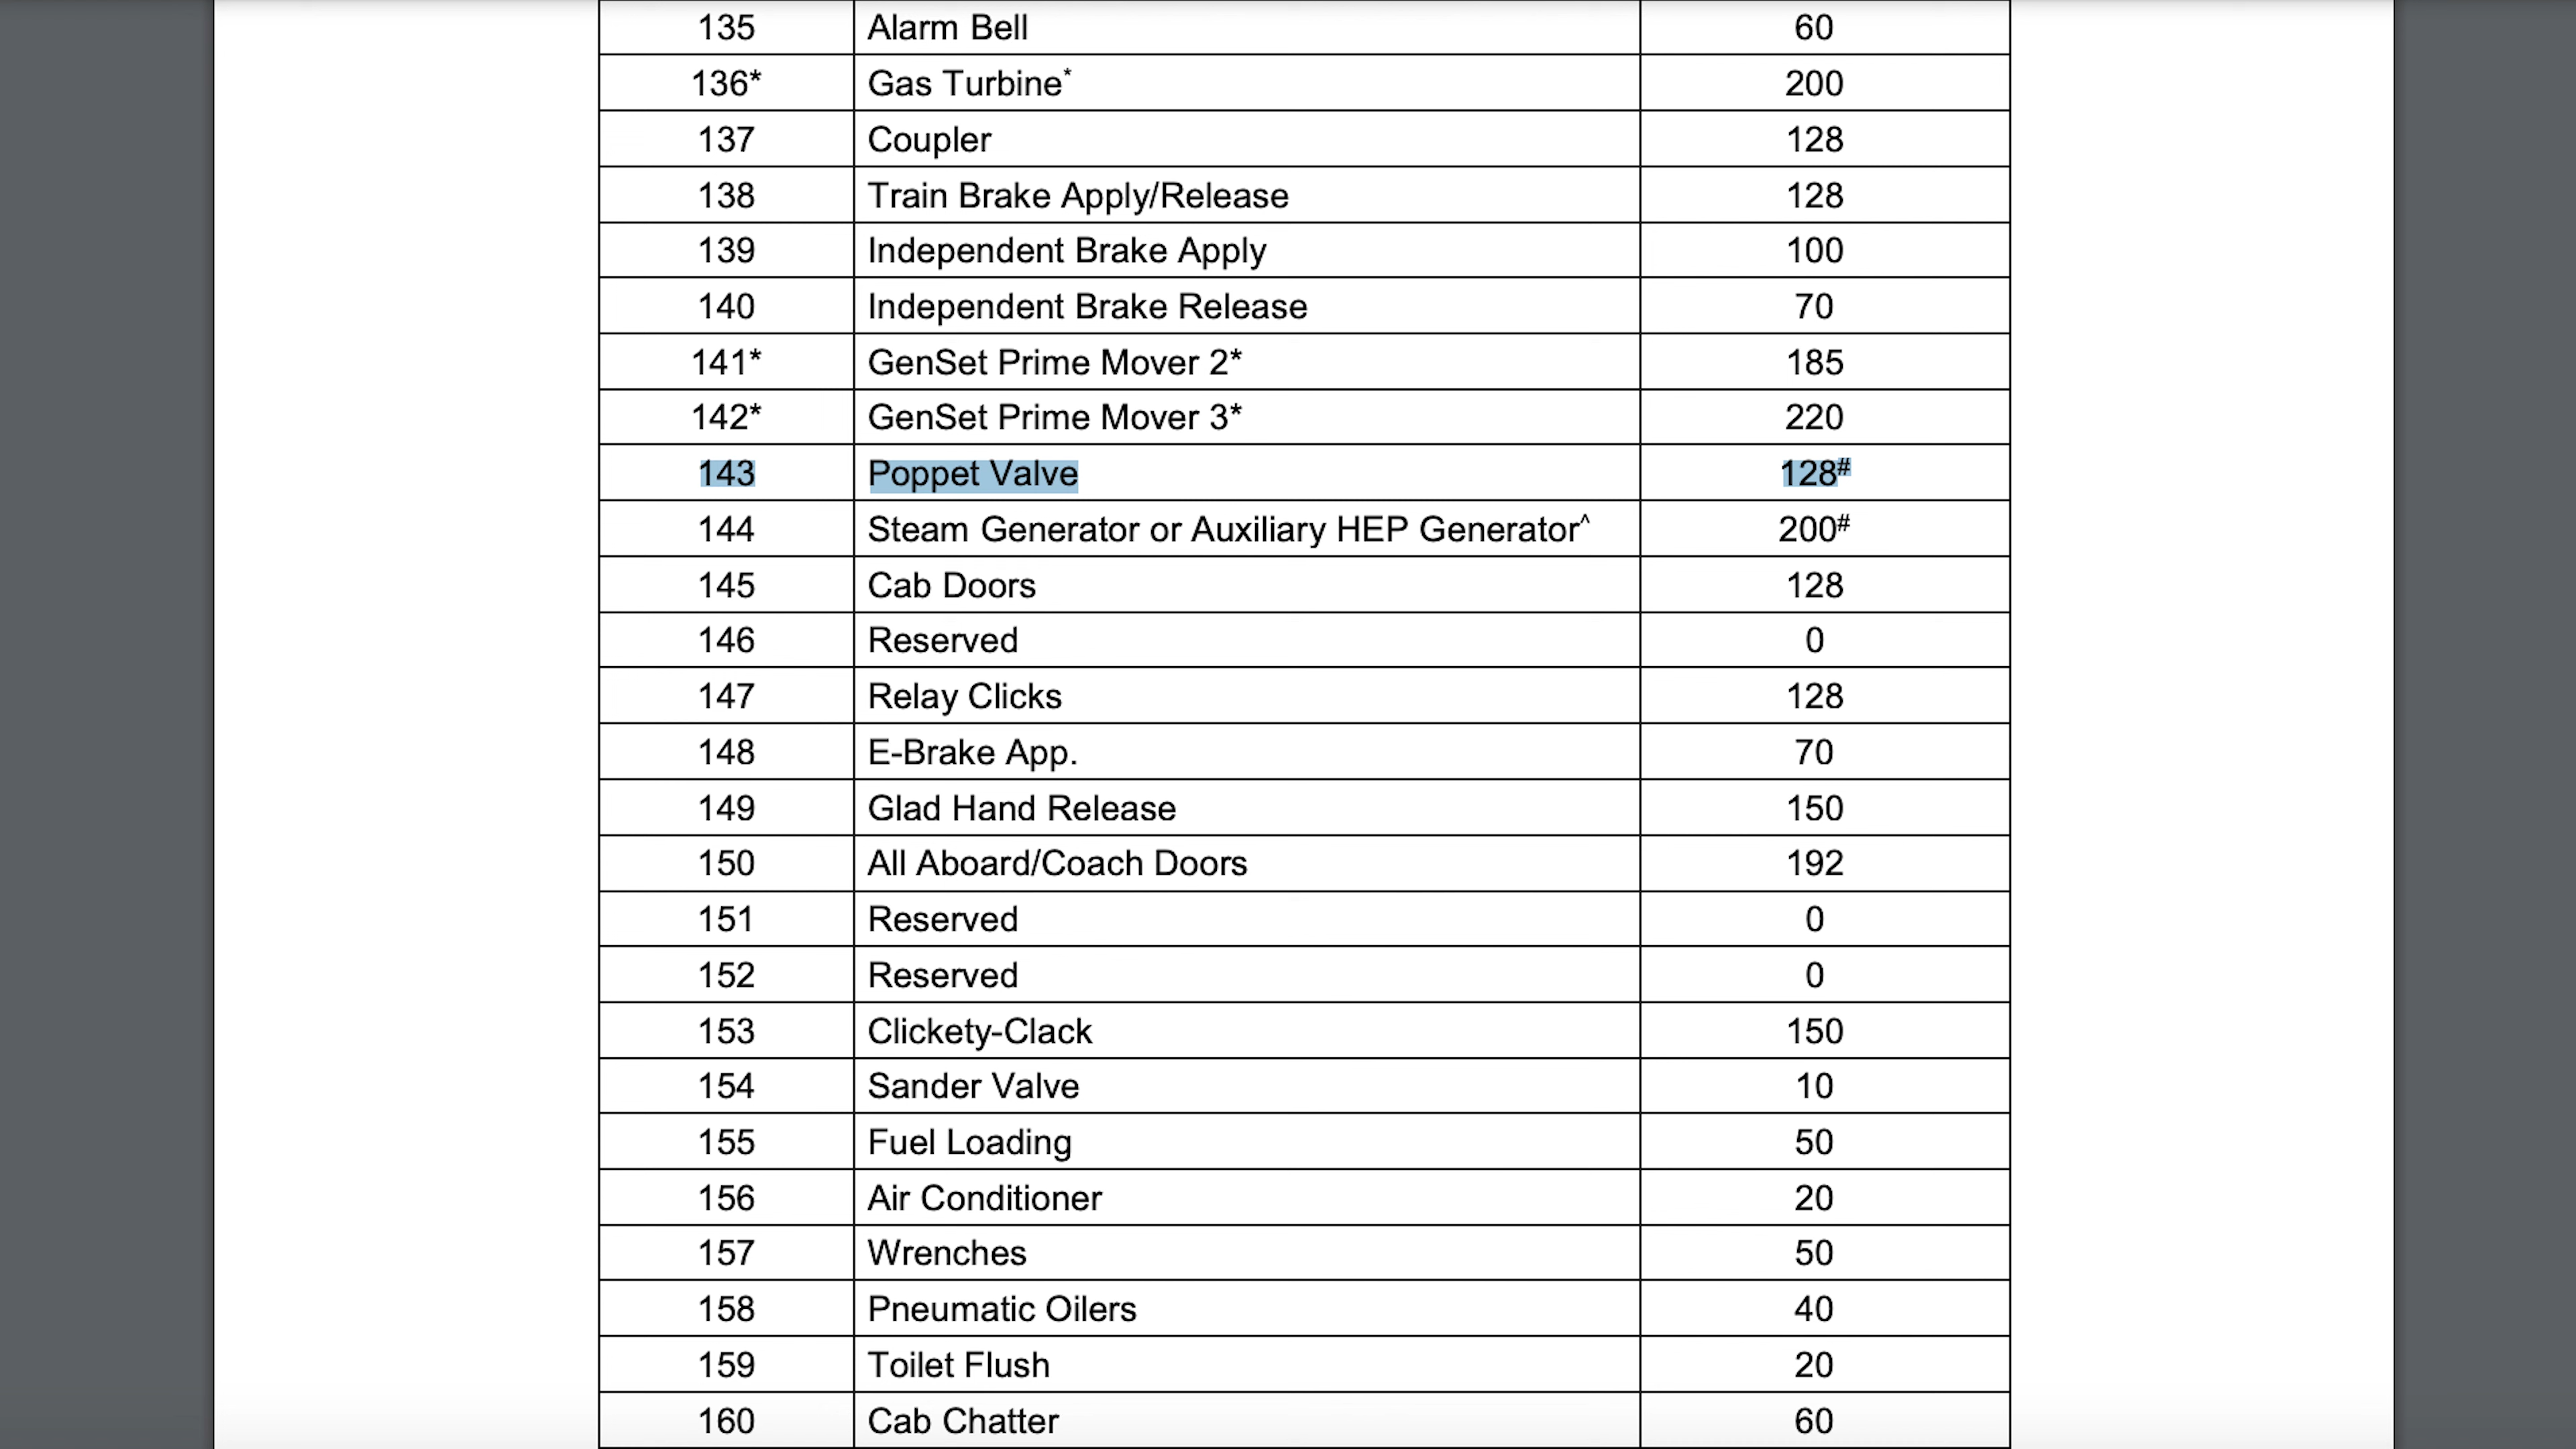 135 Alarm Bell 60
136* Gas Turbine* 200
137 Coupler 128
138 Train Brake Apply/Release 128
139 Independent Brake Apply 100
140 Independent Brake Release 70
141* GenSet Prime Mover 2* 185
142* GenSet Prime Mover 3* 220
143 Poppet Valve 128#
144 Steam Generator or Auxiliary HEP Generator^ 200#
145 Cab Doors 128
146 Reserved 0
147 Relay Clicks 128
148 E-Brake App. 70
149 Glad Hand Release 150
150 All Aboard/Coach Doors 192
151 Reserved 0
152 Reserved 0
153 Clickety-Clack 150
154 Sander Valve 10
155 Fuel Loading 50
156 Air Conditioner 20
157 Wrenches 50
158 Pneumatic Oilers 40
159 Toilet Flush 20
160 Cab Chatter 60